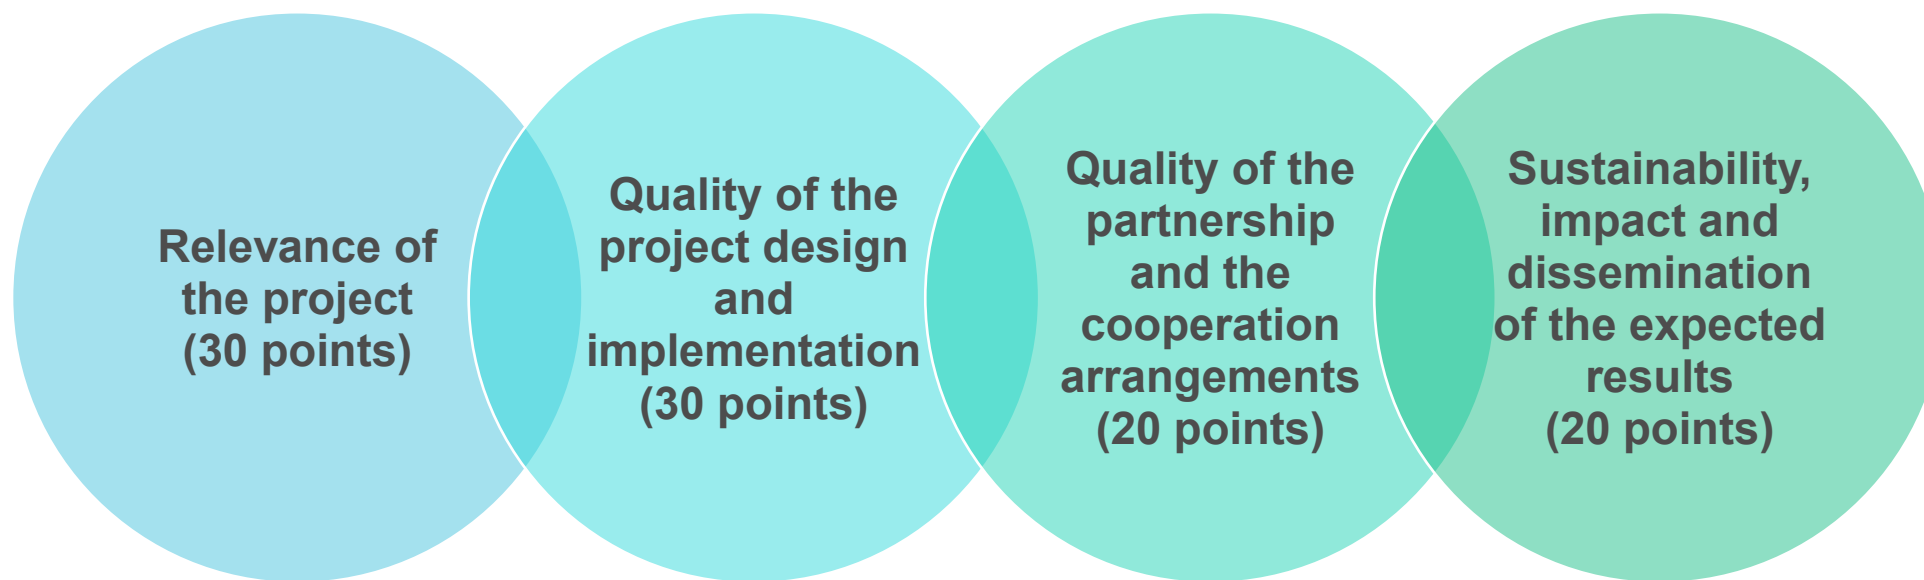 Relevance of
the project
(30 points)
Quality of the
project design
and
implementation
(30 points)
Quality of the
partnership
and the
cooperation
arrangements
(20 points)
Sustainability,
impact and
dissemination
of the expected
results
(20 points)